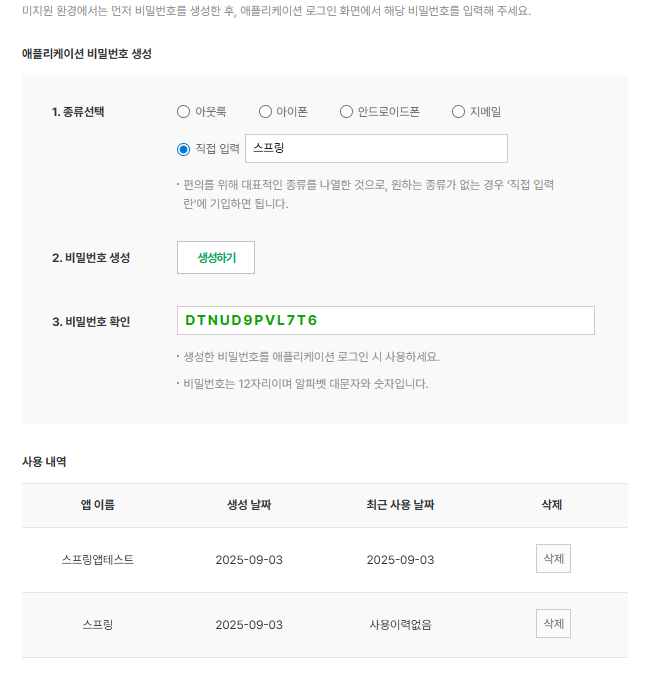 미지원 환경에서는 먼저 비밀번호를 생성한 후, 애플리케이션 로그인 화면에서 해당 비밀번호를 입력해 주세요.
애플리케이션 비밀번호 생성
1. 종류선택 아웃룩 아이폰 안드로이드폰 지메일
직접 입력 스프링
· 편의를 위해 대표적인 종류를 나열한 것으로, 원하는 종류가 없는 경우 '직접 입력
란'에 기입하면 됩니다.
2. 비밀번호 생성 생성하기
3. 비밀번호 확인 DTNUD9PVL7T6
· 생성한 비밀번호를 애플리케이션 로그인 시 사용하세요.
· 비밀번호는 12자리이며 알파벳 대문자와 숫자입니다.
사용 내역
앱 이름 생성 날짜 최근 사용 날짜 삭제
스프링앱테스트 2025-09-03 2025-09-03 삭제
스프링 2025-09-03 사용이력없음 삭제